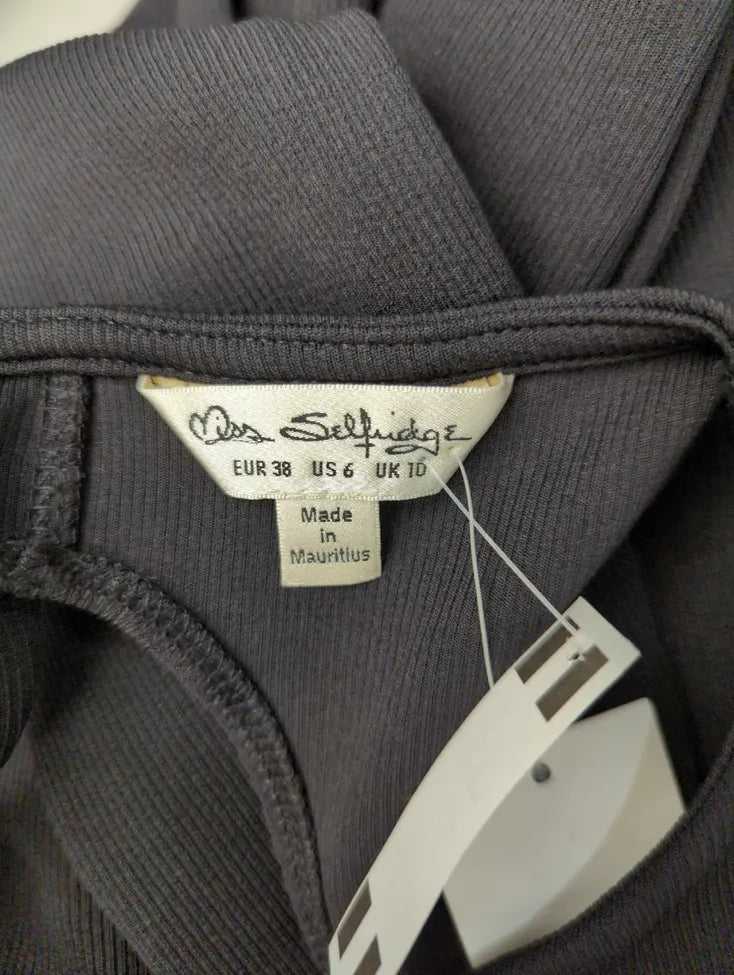 Miss Selfridge
EUR 38 US 6 UK 10
Made
in
Mauritius